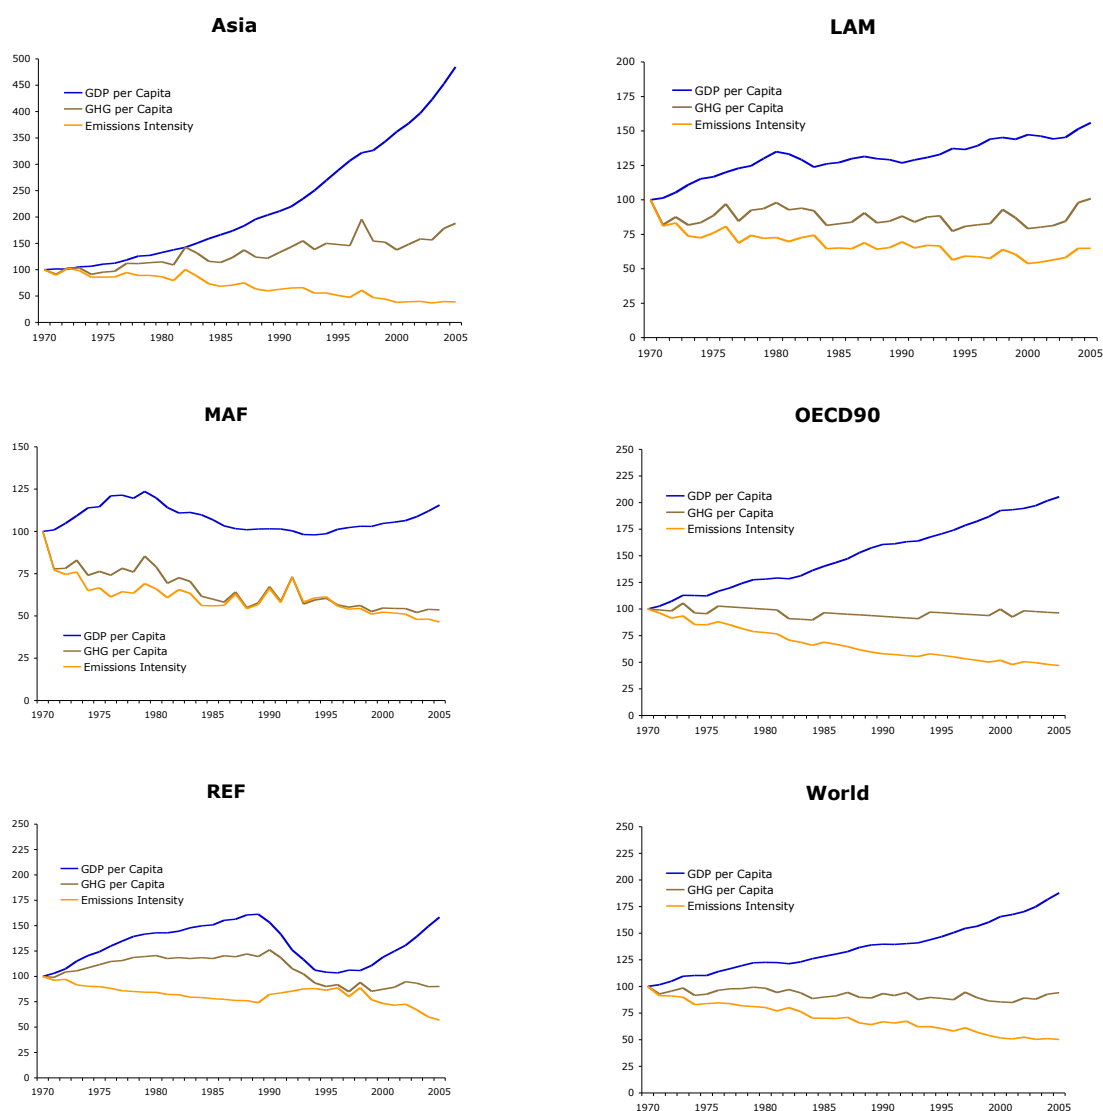 Asia
500
450
400
350
300
250
200
150
100
50
0
GDP per Capita
GHG per Capita
Emissions Intensity
1970 1975 1980 1985 1990 1995 2000 2005
LAM
200
175
150
125
100
75
50
25
0
GDP per Capita
GHG per Capita
Emissions Intensity
1970 1975 1980 1985 1990 1995 2000 2005
MAF
150
125
100
75
50
25
0
GDP per Capita
GHG per Capita
Emissions Intensity
1970 1975 1980 1985 1990 1995 2000 2005
OECD90
250
225
200
175
150
125
100
75
50
25
0
GDP per Capita
GHG per Capita
Emissions Intensity
1970 1975 1980 1985 1990 1995 2000 2005
REF
250
225
200
175
150
125
100
75
50
25
0
GDP per Capita
GHG per Capita
Emissions Intensity
1970 1975 1980 1985 1990 1995 2000 2005
World
250
225
200
175
150
125
100
75
50
25
0
GDP per Capita
GHG per Capita
Emissions Intensity
1970 1975 1980 1985 1990 1995 2000 2005